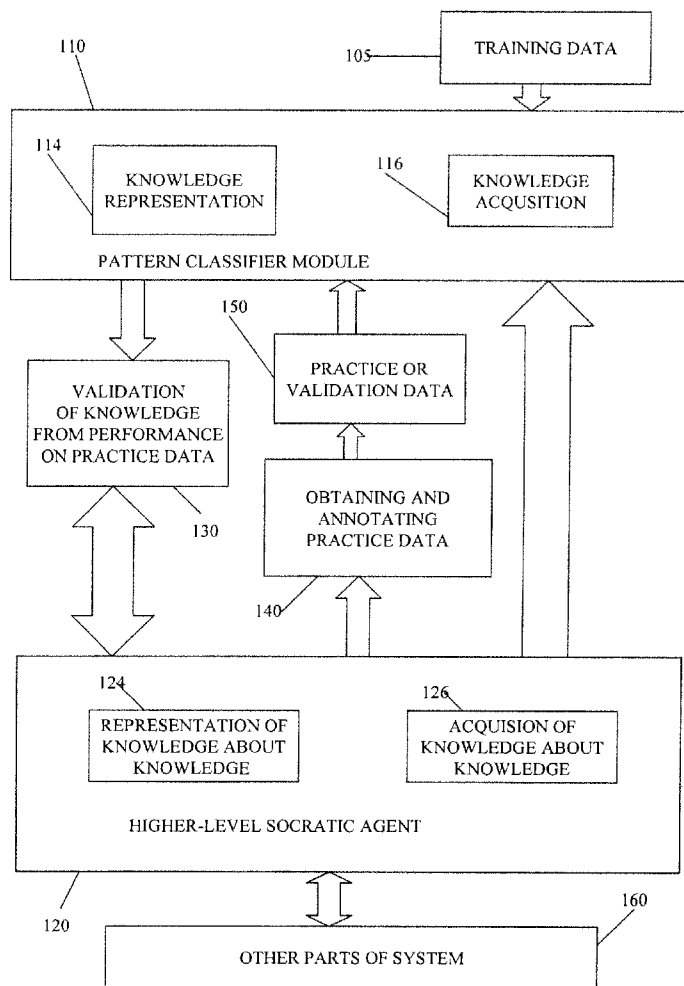 TRAINING DATA
105
110
114
KNOWLEDGE
REPRESENTATION
116
KNOWLEDGE
ACQUSITION
PATTERN CLASSIFIER MODULE
150
PRACTICE OR
VALIDATION DATA
VALIDATION
OF KNOWLEDGE
FROM PERFORMANCE
ON PRACTICE DATA
130
OBTAINING AND
ANNOTATING
PRACTICE DATA
140
124
REPRESENTATION OF
KNOWLEDGE ABOUT
KNOWLEDGE
126
ACQUISION OF
KNOWLEDGE ABOUT
KNOWLEDGE
HIGHER-LEVEL SOCRATIC AGENT
120
160
OTHER PARTS OF SYSTEM